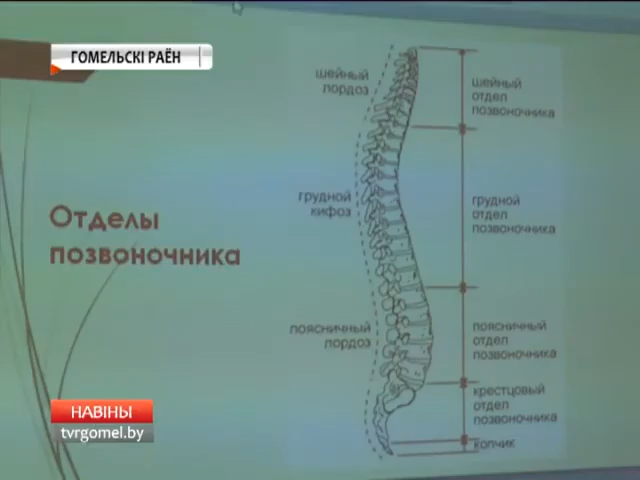 ГОМЕЛЬСКІ РАЁН
шейный
лордоз
шейный
отдел
позвоночника
грудной
кифоз
грудной
отдел
позвоночника
Отделы
позвоночника
поясничный
лордоз
поясничный
отдел
позвоночника
крестцовый
отдел
позвоночника
копчик
НАВІНЫ
tvrgomel.by